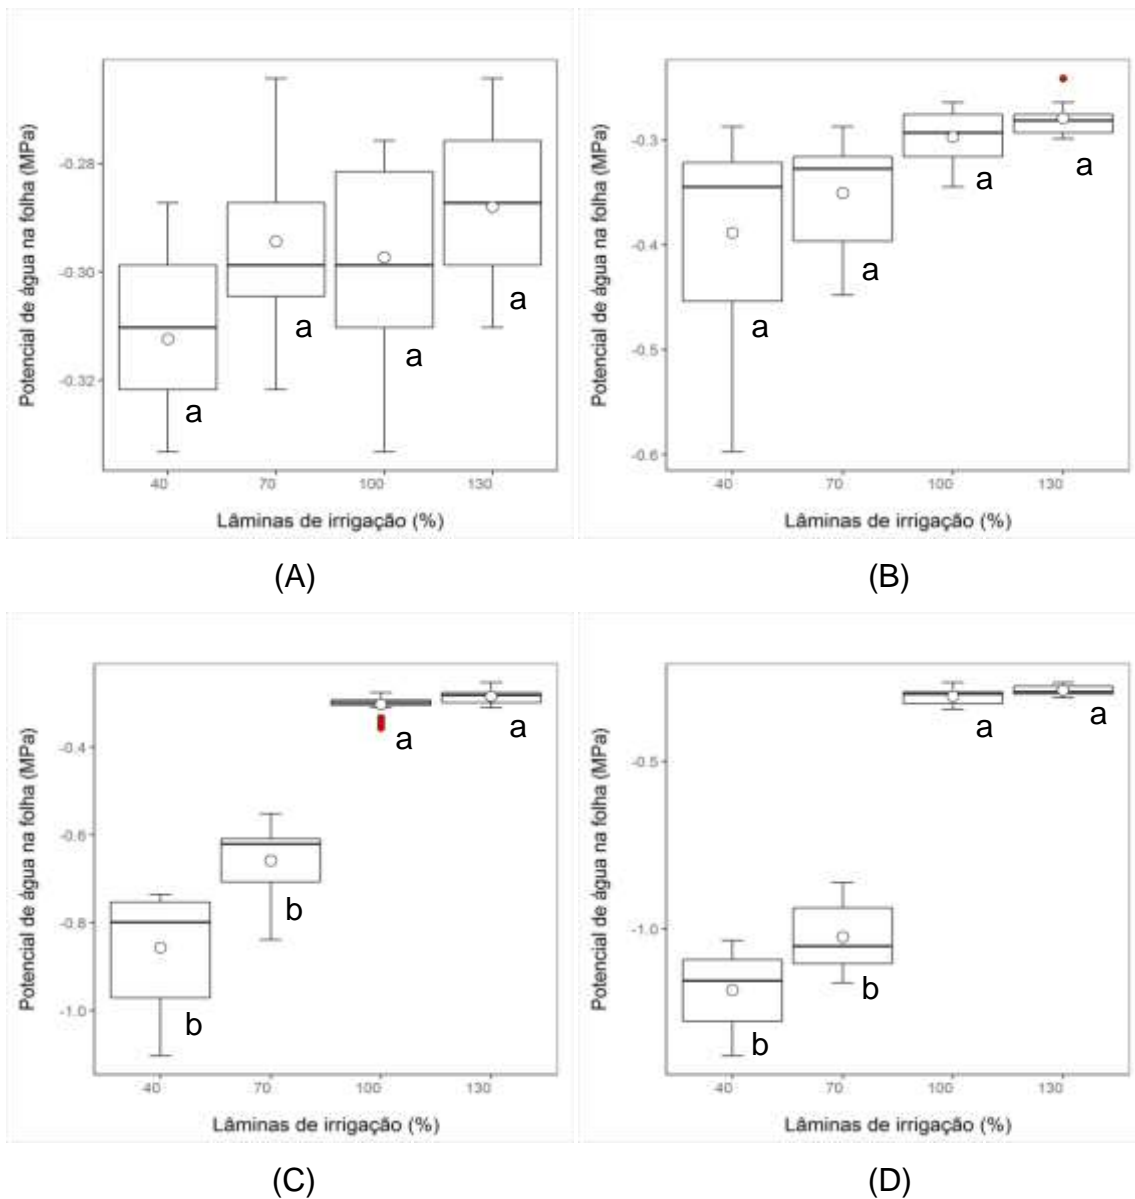 Potencial de água na folha (MPa)
-0.28
-0.30
-0.32
a
a
a
a
40 70 100 130
Lâminas de irrigação (%)
(A)
Potencial de água na folha (MPa)
-0.3
-0.4
-0.5
-0.6
a
a
a
a
40 70 100 130
Lâminas de irrigação (%)
(B)
Potencial de água na folha (MPa)
-0.4
-0.6
-0.8
-1.0
b
b
a
a
40 70 100 130
Lâminas de irrigação (%)
(C)
Potencial de água na folha (MPa)
-0.5
-1.0
b
b
a
a
40 70 100 130
Lâminas de irrigação (%)
(D)